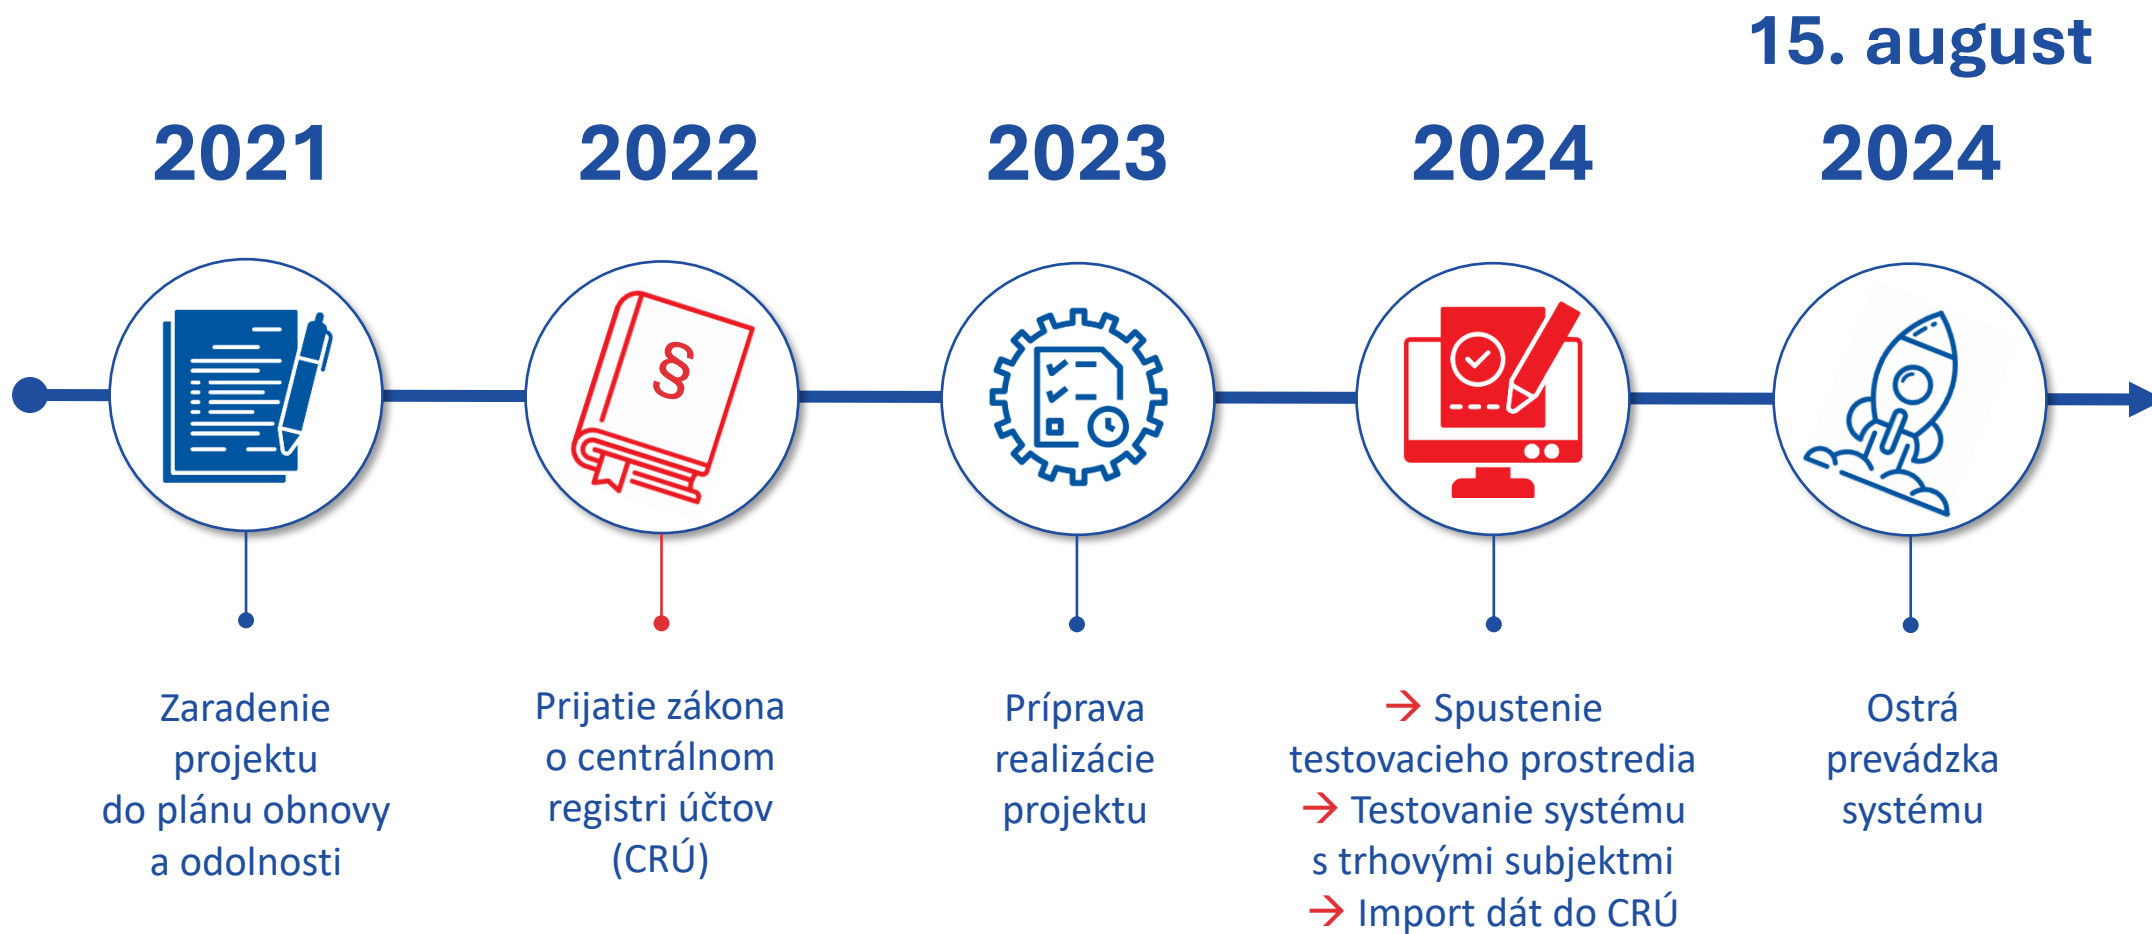 15. august
2021
2022
2023
2024
2024
§
Zaradenie
projektu
do plánu obnovy
a odolnosti
Prijatie zákona
o centrálnom
registri účtov
(CRÚ)
Príprava
realizácie
projektu
→ Spustenie
testovacieho prostredia
→ Testovanie systému
s trhovými subjektmi
→ Import dát do CRÚ
Ostrá
prevádzka
systému